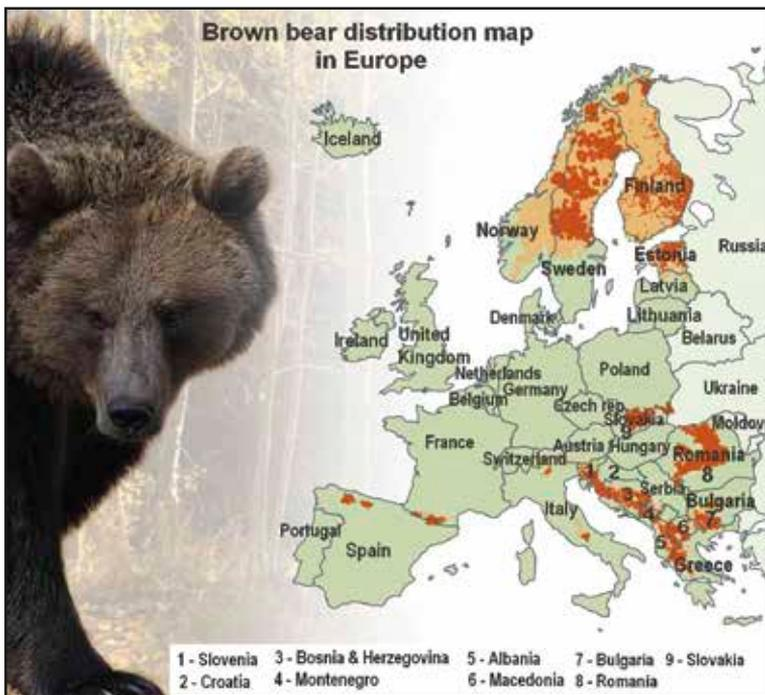 Brown bear distribution map
in Europe
Iceland
Finland
Norway
Russia
Estonia
Sweden
Latvia
Lithuania
Denmark
Ireland
United
Kingdom
Belarus
Netherlands
Poland
Germany
Belgium
Ukraine
Czech rep.
Slovakia
9
Moldov
France
Austria Hungary
Romania
Switzerland
8
1
2
3
Serbia
4
Bulgaria
Italy
7
6
5
Portugal
Spain
Greece
1 - Slovenia 3 - Bosnia & Herzegovina 5 - Albania 7 - Bulgaria 9 - Slovakia
2 - Croatia 4 - Montenegro 6 - Macedonia 8 - Romania